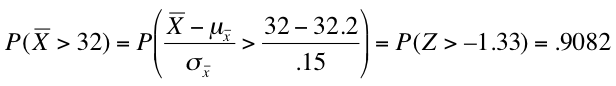 P(X̅ > 32) = P((X̅ − μ_x̅)/σ_x̅ > (32 − 32.2)/.15) = P(Z > –1.33) = .9082